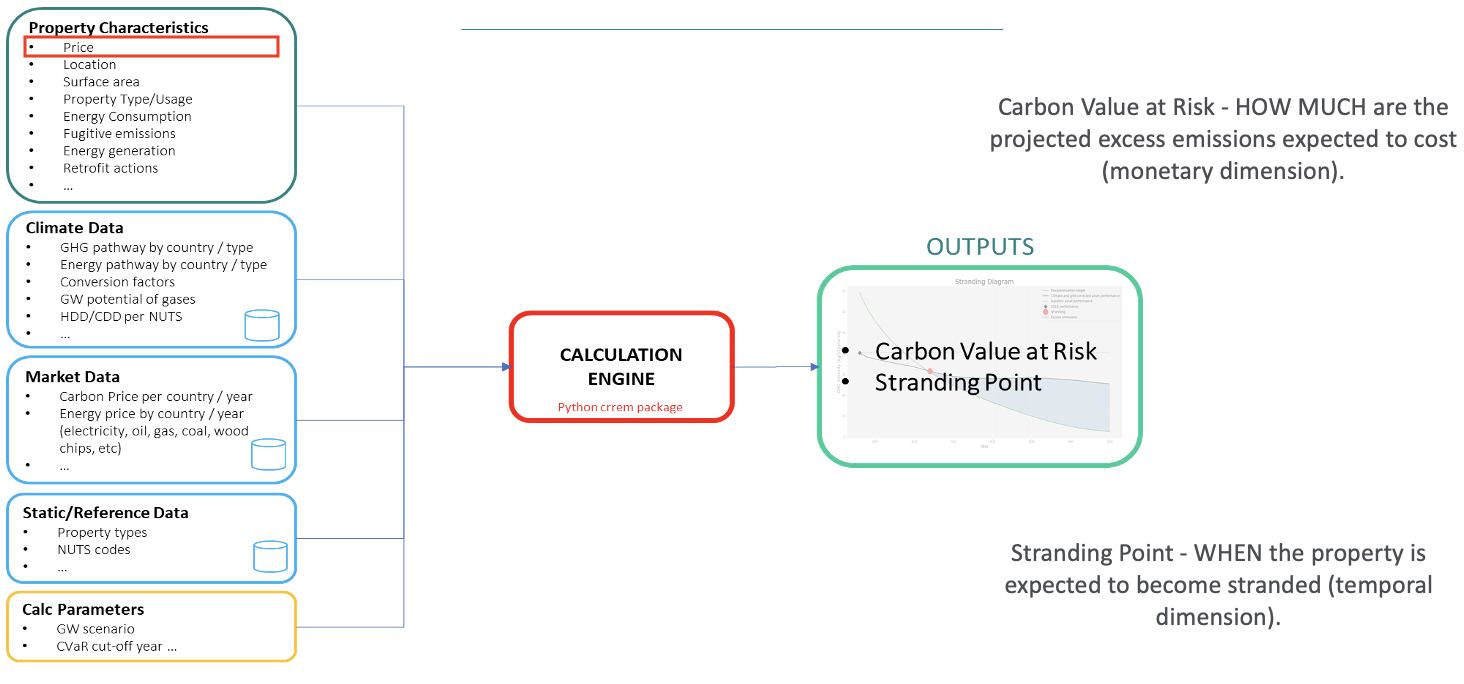 Property Characteristics
• Price
• Location
• Surface area
• Property Type/Usage
• Energy Consumption
• Fugitive emissions
• Energy generation
• Retrofit actions
• ...
Climate Data
• GHG pathway by country / type
• Energy pathway by country / type
• Conversion factors
• GW potential of gases
• HDD/CDD per NUTS
• ...
Market Data
• Carbon Price per country / year
• Energy price by country / year
(electricity, oil, gas, coal, wood
chips, etc)
• ...
Static/Reference Data
• Property types
• NUTS codes
• ...
Calc Parameters
• GW scenario
• CVaR cut-off year ...
CALCULATION
ENGINE
Python crrem package
OUTPUTS
Stranding Diagram
• Carbon Value at Risk
• Stranding Point
Year
Carbon Value at Risk - HOW MUCH are the
projected excess emissions expected to cost
(monetary dimension).
Stranding Point - WHEN the property is
expected to become stranded (temporal
dimension).